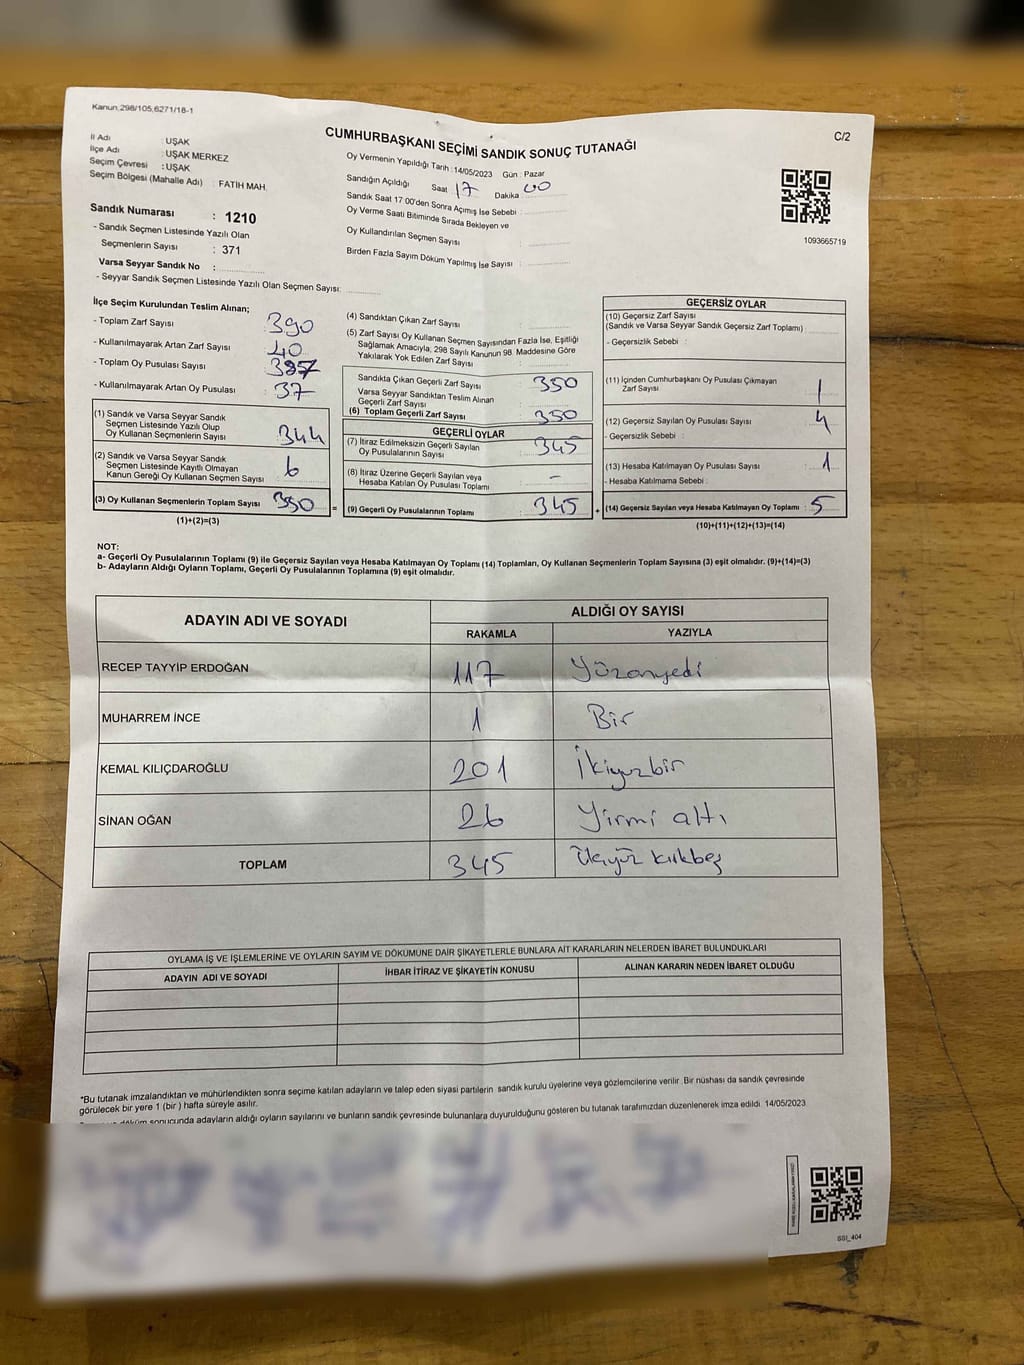 Kanun,298/105,6271/18-1
C/2
CUMHURBAŞKANI SEÇİMİ SANDIK SONUÇ TUTANAĞI
İl Adı : UŞAK
İlçe Adı : UŞAK MERKEZ
Seçim Çevresi : UŞAK
Seçim Bölgesi (Mahalle Adı) : FATİH MAH.
Sandık Numarası : 1210
- Sandık Seçmen Listesinde Yazılı Olan
Seçmenlerin Sayısı : 371
Varsa Seyyar Sandık No :
- Seyyar Sandık Seçmen Listesinde Yazılı Olan Seçmen Sayısı:
Oy Vermenin Yapıldığı Tarih : 14/05/2023 Gün : Pazar
Sandığın Açıldığı Saat 17 Dakika 00
Sandık Saat 17 00'den Sonra Açımış İse Sebebi :
Oy Verme Saati Bitiminde Sırada Bekleyen ve
Oy Kullandırılan Seçmen Sayısı :
Birden Fazla Sayım Döküm Yapılmış İse Sayısı :
1093665719
İlçe Seçim Kurulundan Teslim Alınan;
- Toplam Zarf Sayısı : 390
- Kullanılmayarak Artan Zarf Sayısı : 40
- Toplam Oy Pusulası Sayısı : 387
- Kullanılmayarak Artan Oy Pusulası : 37
(1) Sandık ve Varsa Seyyar Sandık
Seçmen Listesinde Yazılı Olup
Oy Kullanan Seçmenlerin Sayısı : 344
(2) Sandık ve Varsa Seyyar Sandık
Seçmen Listesinde Kayıtlı Olmayan
Kanun Gereği Oy Kullanan Seçmen Sayısı : 6
(3) Oy Kullanan Seçmenlerin Toplam Sayısı : 350
(1)+(2)=(3)
(4) Sandıktan Çıkan Zarf Sayısı :
(5) Zarf Sayısı Oy Kullanan Seçmen Sayısından Fazla İse, Eşitliği
Sağlamak Amacıyla, 298 Sayılı Kanunun 98. Maddesine Göre
Yakılarak Yok Edilen Zarf Sayısı :
Sandıkta Çıkan Geçerli Zarf Sayısı : 350
Varsa Seyyar Sandıktan Teslim Alınan
Geçerli Zarf Sayısı :
(6) Toplam Geçerli Zarf Sayısı : 350
GEÇERLİ OYLAR
(7) İtiraz Edilmeksizin Geçerli Sayılan
Oy Pusulalarının Sayısı : 345
(8) İtiraz Üzerine Geçerli Sayılan veya
Hesaba Katılan Oy Pusulası Toplamı : -
= (9) Geçerli Oy Pusulalarının Toplamı : 345
GEÇERSİZ OYLAR
(10) Geçersiz Zarf Sayısı
(Sandık ve Varsa Seyyar Sandık Geçersiz Zarf Toplamı) :
- Geçersizlik Sebebi :
(11) İçinden Cumhurbaşkanı Oy Pusulası Çıkmayan
Zarf Sayısı : 1
(12) Geçersiz Sayılan Oy Pusulası Sayısı : 4
- Geçersizlik Sebebi :
(13) Hesaba Katılmayan Oy Pusulası Sayısı : 1
- Hesaba Katılmama Sebebi :
+ (14) Geçersiz Sayılan veya Hesaba Katılmayan Oy Toplamı : 5
(10)+(11)+(12)+(13)=(14)
NOT:
a- Geçerli Oy Pusulalarının Toplamı (9) ile Geçersiz Sayılan veya Hesaba Katılmayan Oy Toplamı (14) Toplamları, Oy Kullanan Seçmenlerin Toplam Sayısına (3) eşit olmalıdır. (9)+(14)=(3)
b- Adayların Aldığı Oyların Toplamı, Geçerli Oy Pusulalarının Toplamına (9) eşit olmalıdır.
ADAYIN ADI VE SOYADI ALDIĞI OY SAYISI
RAKAMLA YAZIYLA
RECEP TAYYİP ERDOĞAN 117 Yüzonyedi
MUHARREM İNCE 1 Bir
KEMAL KILIÇDAROĞLU 201 İkiyüzbir
SİNAN OĞAN 26 Yirmi altı
TOPLAM 345 Üçyüz kırkbeş
OYLAMA İŞ VE İŞLEMLERİNE VE OYLARIN SAYIM VE DÖKÜMÜNE DAİR ŞİKAYETLERLE BUNLARA AİT KARARLARIN NELERDEN İBARET BULUNDUKLARI
ADAYIN ADI VE SOYADI İHBAR İTİRAZ VE ŞİKAYETİN KONUSU ALINAN KARARIN NEDEN İBARET OLDUĞU
*Bu tutanak imzalandıktan ve mühürlendikten sonra seçime katılan adayların ve talep eden siyasi partilerin sandık kurulu üyelerine veya gözlemcilerine verilir. Bir nüshası da sandık çevresinde
görülecek bir yere 1 (bir) hafta süreyle asılır.
döküm sonucunda adayların aldığı oyların sayılarını ve bunların sandık çevresinde bulunanlara duyurulduğunu gösteren bu tutanak tarafımızdan düzenlenerek imza edildi. 14/05/2023
SSI_404